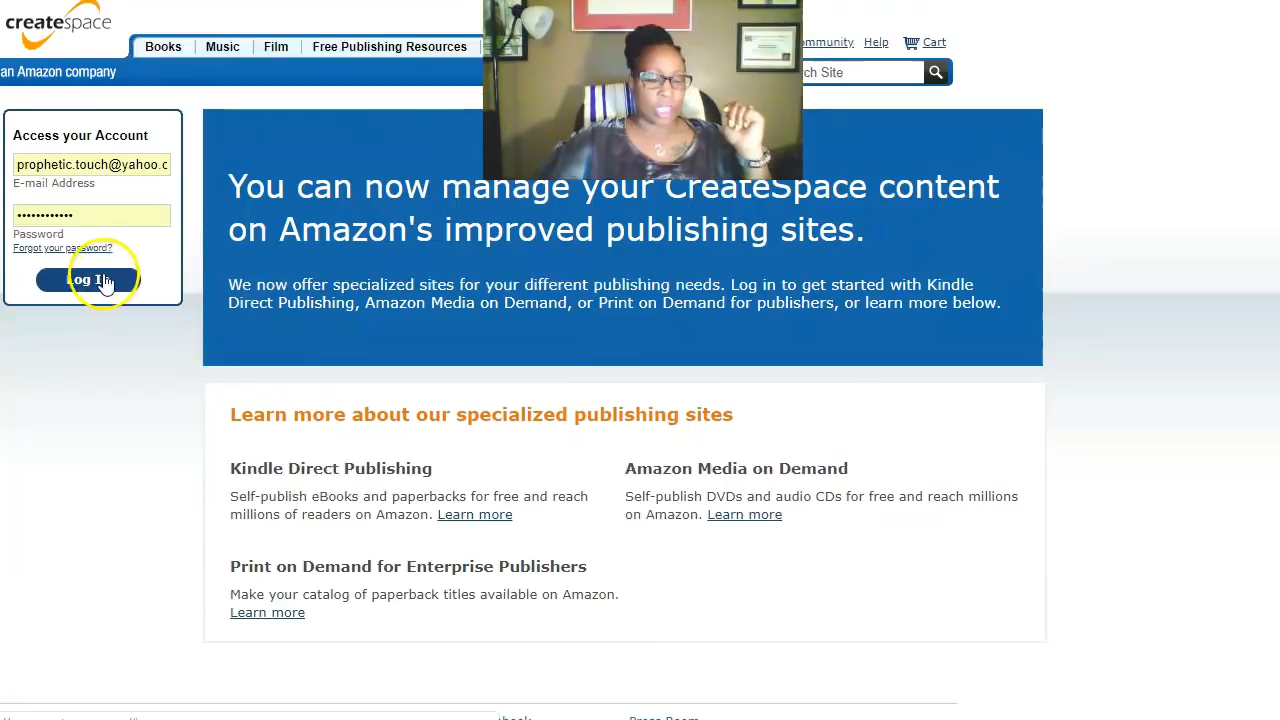 createspace
Books
Music
Film
Free Publishing Resources
Help
Cart
an Amazon company
Site
Access your Account
prophetic.touch@yahoo.c
E-mail Address
••••••••••••
Password
Forgot your password?
Log In
You can now manage your CreateSpace content
on Amazon's improved publishing sites.
We now offer specialized sites for your different publishing needs. Log in to get started with Kindle
Direct Publishing, Amazon Media on Demand, or Print on Demand for publishers, or learn more below.
Learn more about our specialized publishing sites
Kindle Direct Publishing
Self-publish eBooks and paperbacks for free and reach
millions of readers on Amazon. Learn more
Amazon Media on Demand
Self-publish DVDs and audio CDs for free and reach millions
on Amazon. Learn more
Print on Demand for Enterprise Publishers
Make your catalog of paperback titles available on Amazon.
Learn more